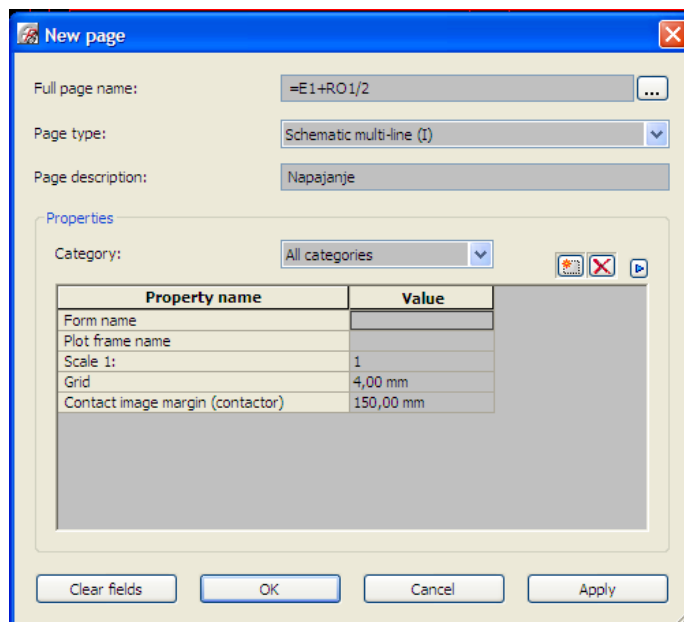 New page
Full page name: =E1+RO1/2 ...
Page type: Schematic multi-line (I)
Page description: Napajanje
Properties
Category: All categories
Property name Value
Form name
Plot frame name
Scale 1: 1
Grid 4,00 mm
Contact image margin (contactor) 150,00 mm
Clear fields OK Cancel Apply